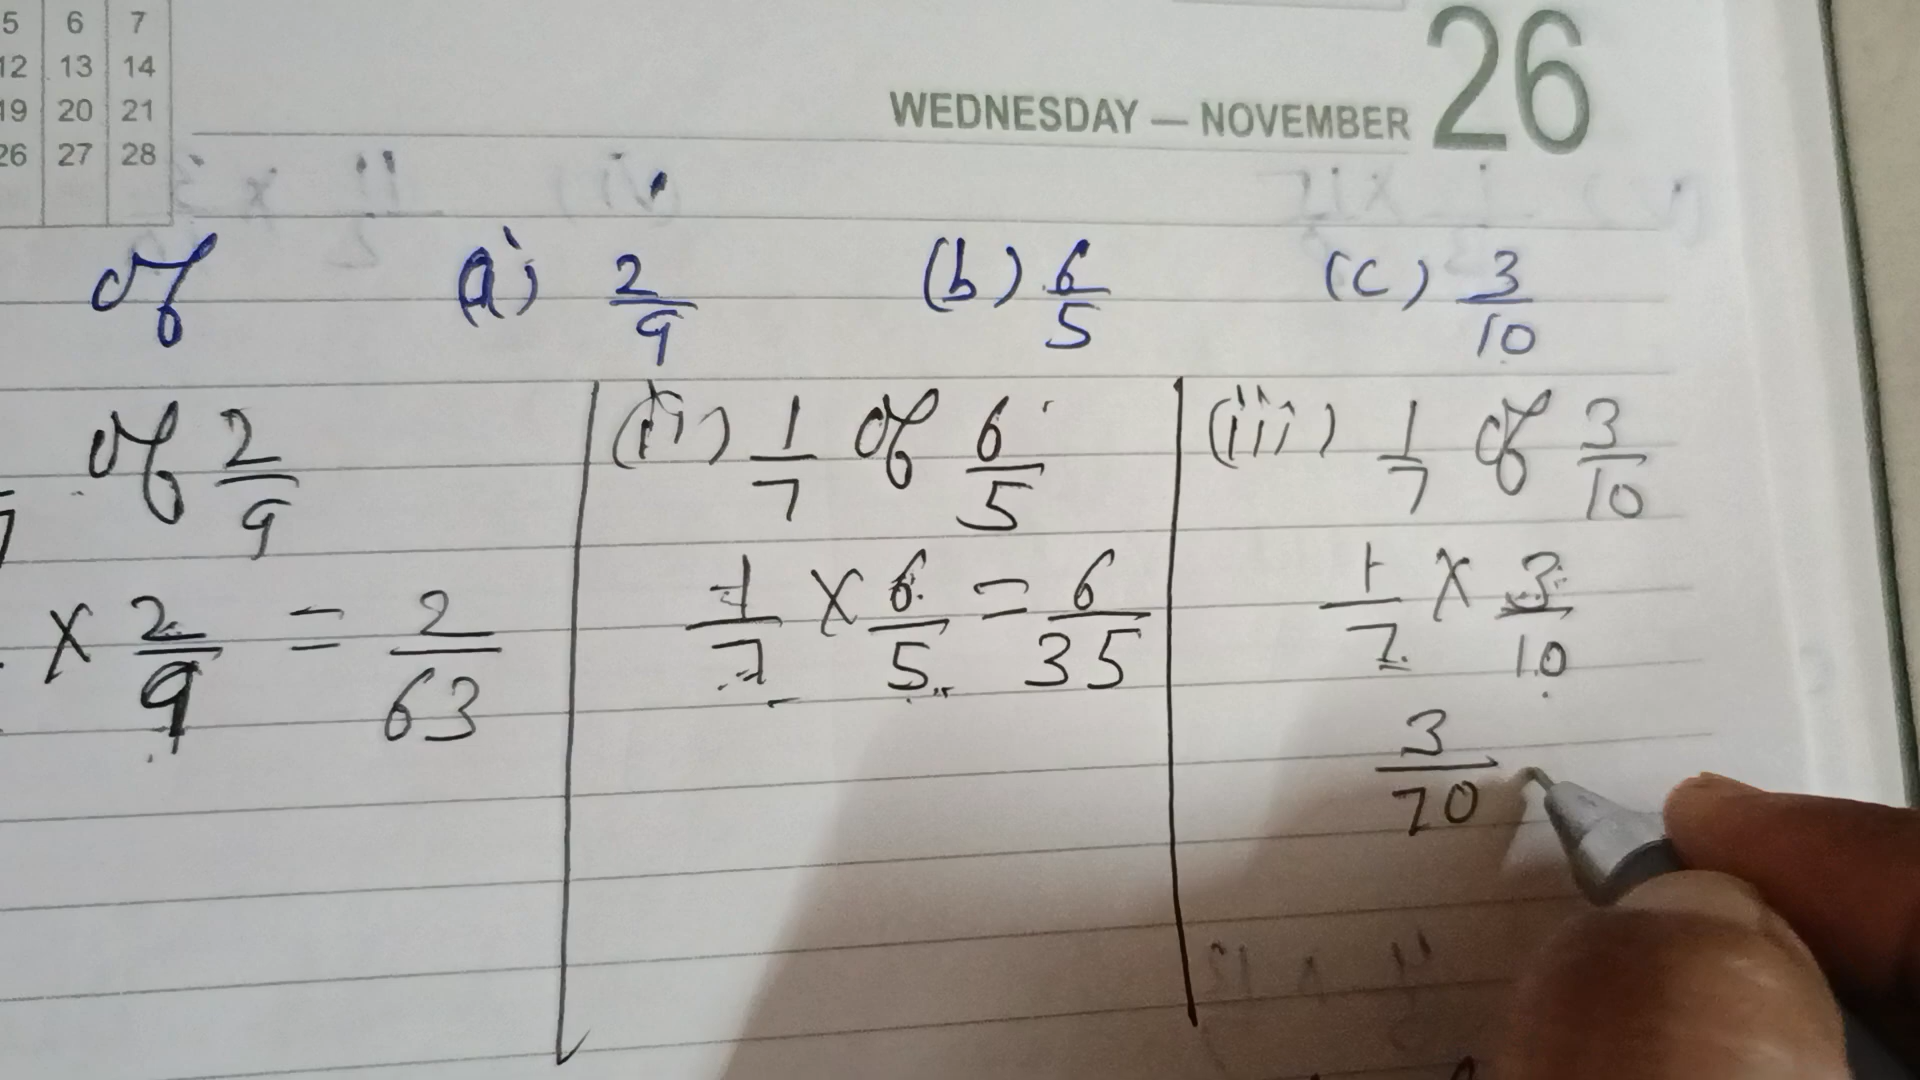 5 6 7
12 13 14
19 20 21
26 27 28
WEDNESDAY — NOVEMBER 26
of (a) 2/9 (b) 6/5 (c) 3/10
of 2/9
× 2/9 = 2/63
(ii) 1/7 of 6/5
1/7 × 6/5 = 6/35
(iii) 1/7 of 3/10
1/7 × 3/10
3/70